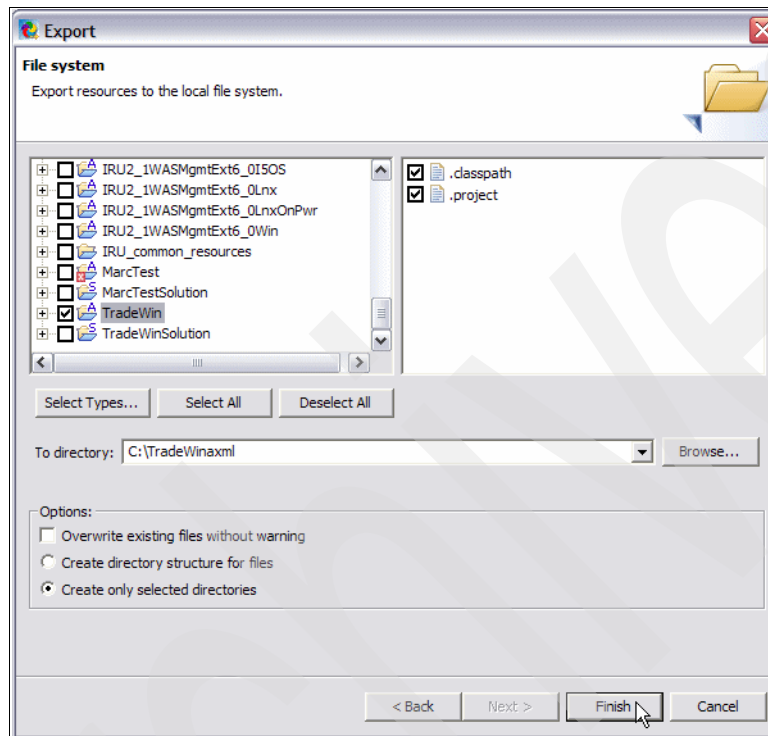 Export
File system
Export resources to the local file system.
IRU2_1WASMgmtExt6_0I5OS
IRU2_1WASMgmtExt6_0Lnx
IRU2_1WASMgmtExt6_0LnxOnPwr
IRU2_1WASMgmtExt6_0Win
IRU_common_resources
MarcTest
MarcTestSolution
TradeWin
TradeWinSolution
.classpath
.project
Select Types...
Select All
Deselect All
To directory:
C:\TradeWinaxml
Browse...
Options:
Overwrite existing files without warning
Create directory structure for files
Create only selected directories
< Back
Next >
Finish
Cancel